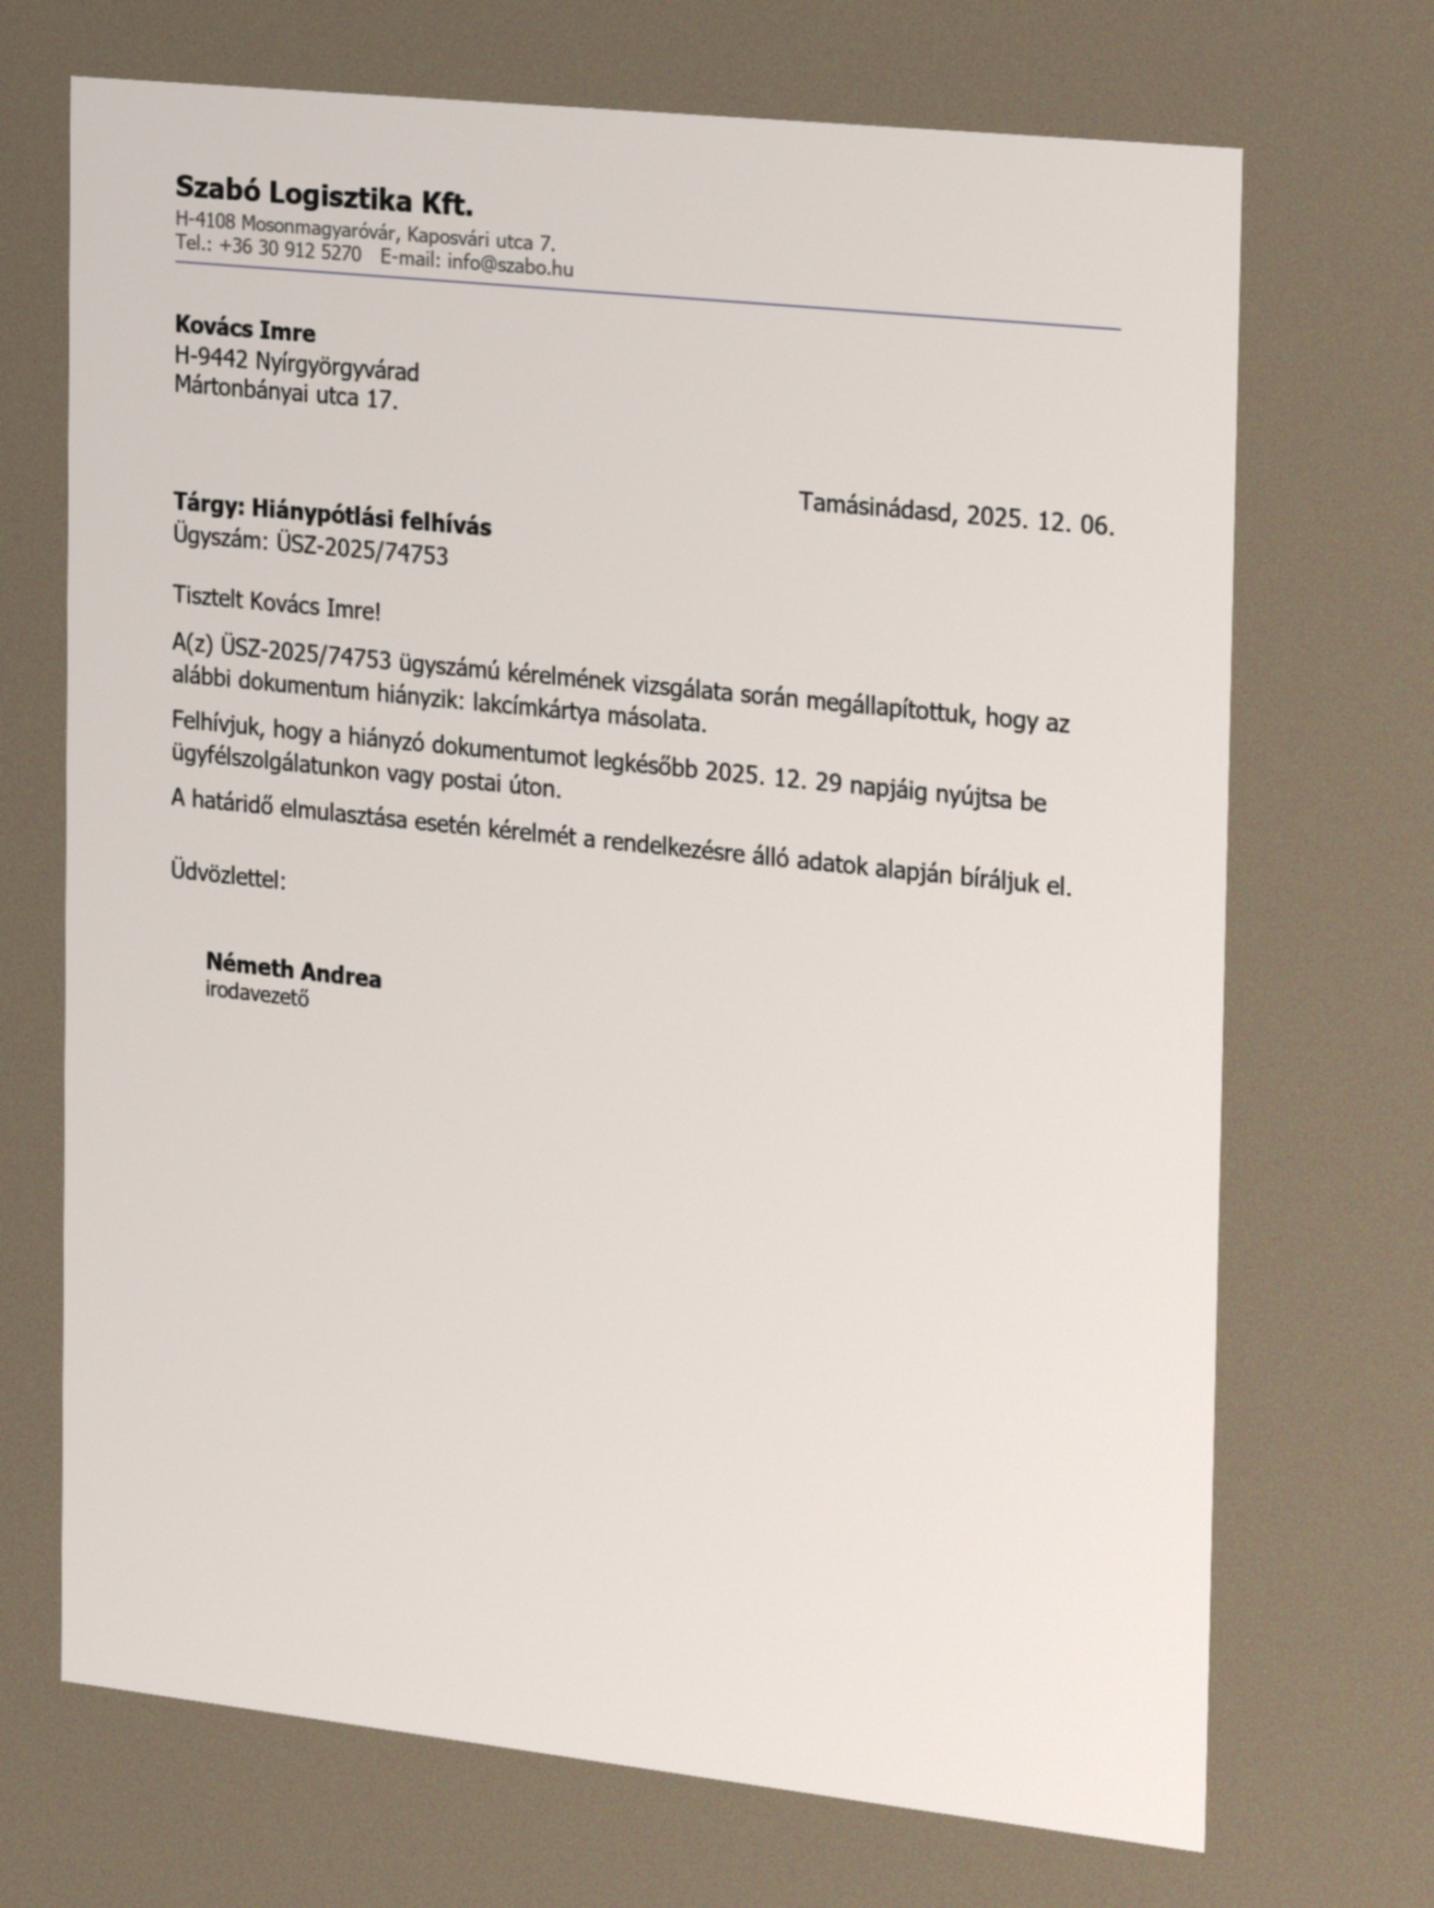 Szabó Logisztika Kft.
H-4108 Mosonmagyaróvár, Kaposvári utca 7.
Tel.: +36 30 912 5270 E-mail: info@szabo.hu
Kovács Imre
H-9442 Nyírgyörgyvárad
Mártonbányai utca 17.
Tamásinádasd, 2025. 12. 06.
Tárgy: Hiánypótlási felhívás
Ügyszám: ÜSZ-2025/74753
Tisztelt Kovács Imre!
A(z) ÜSZ-2025/74753 ügyszámú kérelmének vizsgálata során megállapítottuk, hogy az
alábbi dokumentum hiányzik: lakcímkártya másolata.
Felhívjuk, hogy a hiányzó dokumentumot legkésőbb 2025. 12. 29 napjáig nyújtsa be
ügyfélszolgálatunkon vagy postai úton.
A határidő elmulasztása esetén kérelmét a rendelkezésre álló adatok alapján bíráljuk el.
Üdvözlettel:
Németh Andrea
irodavezető